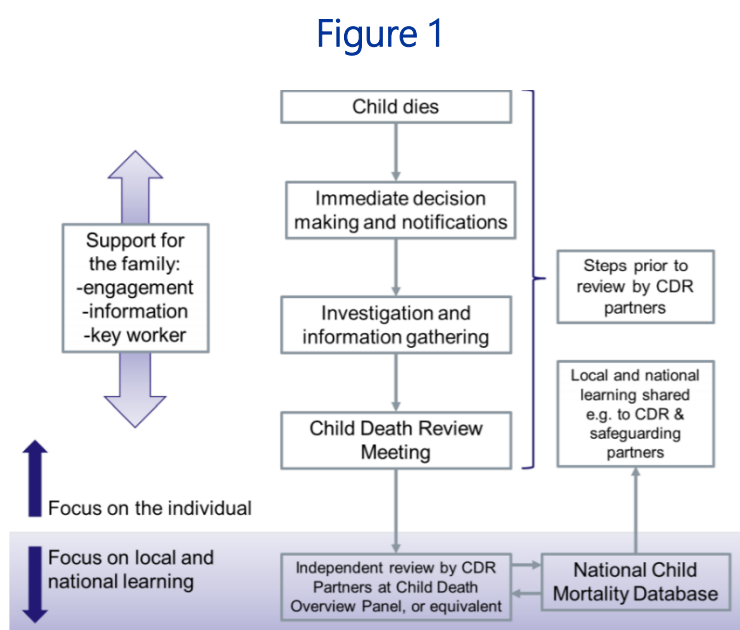 Figure 1
Child dies
Immediate decision
making and notifications
Support for
the family:
-engagement
-information
-key worker
Steps prior to
review by CDR
partners
Investigation and
information gathering
Local and national
learning shared
e.g. to CDR &
safeguarding
partners
Child Death Review
Meeting
Focus on the individual
Focus on local and
national learning
Independent review by CDR
Partners at Child Death
Overview Panel, or equivalent
National Child
Mortality Database